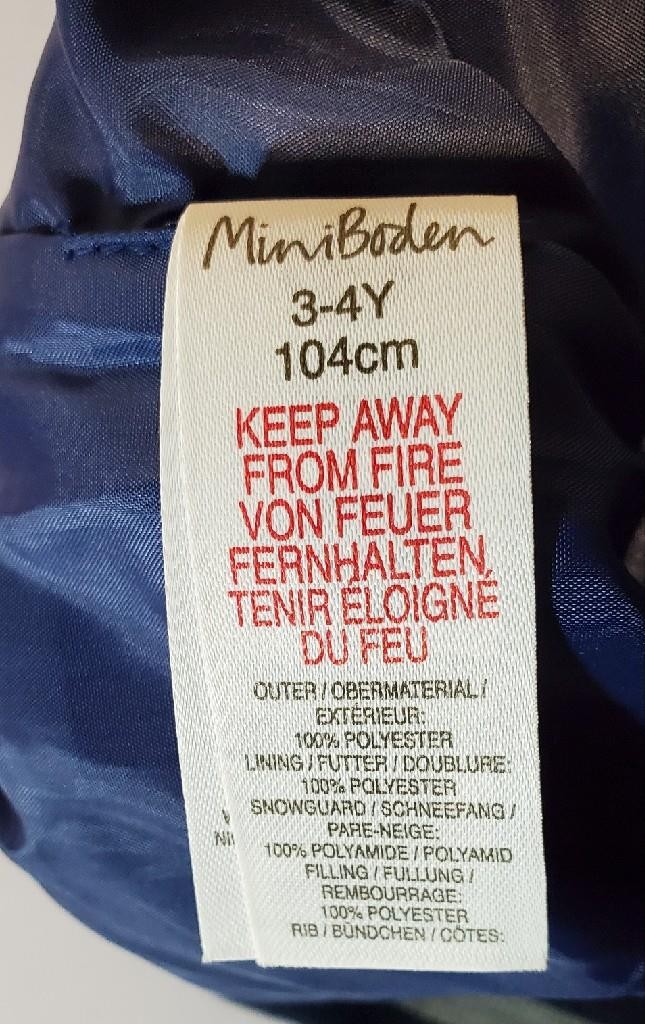 MiniBoden
3-4Y
104cm
KEEP AWAY
FROM FIRE
VON FEUER
FERNHALTEN,
TENIR ÉLOIGNÉ
DU FEU
OUTER / OBERMATERIAL /
EXTÉRIEUR:
100% POLYESTER
LINING / FUTTER / DOUBLURE:
100% POLYESTER
SNOWGUARD / SCHNEEFANG /
PARE-NEIGE:
100% POLYAMIDE / POLYAMID
FILLING / FÜLLUNG /
REMBOURRAGE:
100% POLYESTER
RIB / BÜNDCHEN / CÔTES: